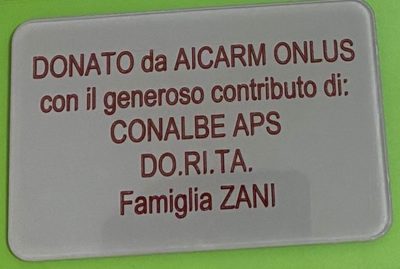 DONATO da AICARM ONLUS
con il generoso contributo di:
CONALBE APS
DO.RI.TA.
Famiglia ZANI